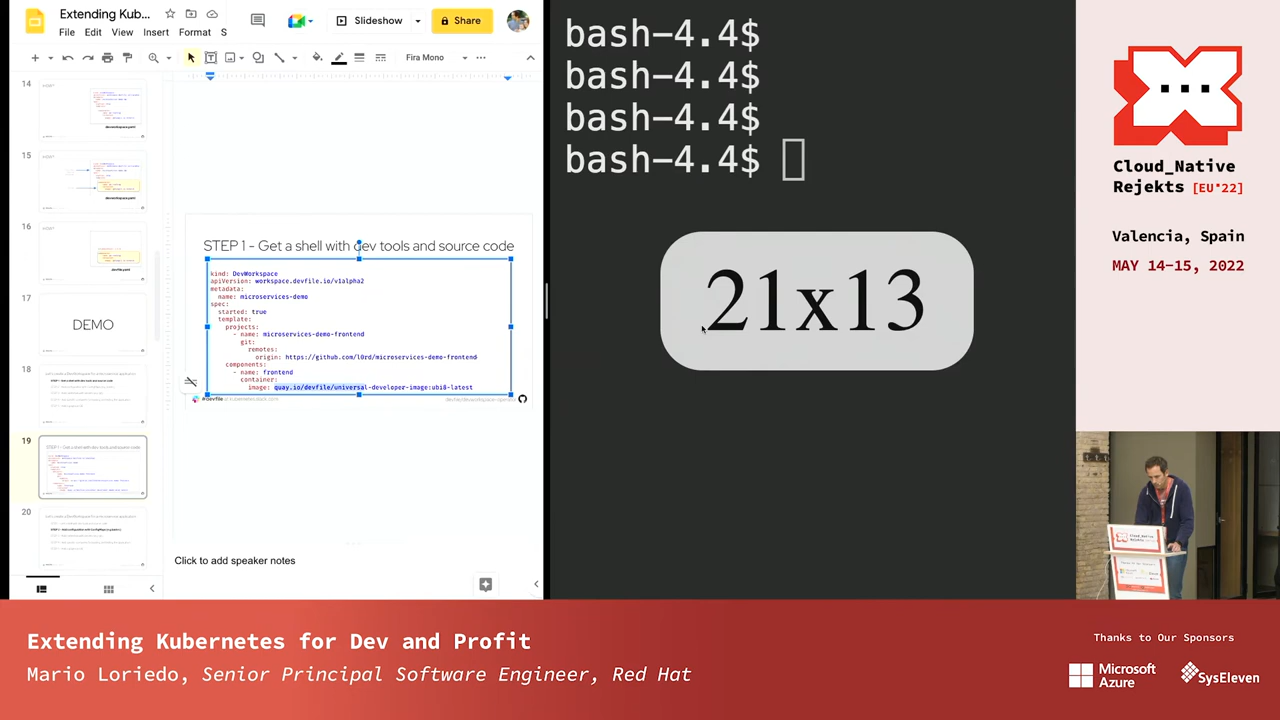 Extending Kub...
File Edit View Insert Format S
Slideshow
Share
Fira Mono
14
15
16
17
DEMO
18
19
20
STEP 1 - Get a shell with dev tools and source code
kind: DevWorkspace
apiVersion: workspace.devfile.io/v1alpha2
metadata:
name: microservices-demo
spec:
started: true
template:
projects:
- name: microservices-demo-frontend
git:
remotes:
origin: https://github.com/l0rd/microservices-demo-frontend
components:
- name: frontend
container:
image: quay.io/devfile/universal-developer-image:ubi8-latest
Click to add speaker notes
bash-4.4$
bash-4.4$
bash-4.4$
bash-4.4$
21x13
Cloud_Native
Rejekts [EU*22]
Valencia, Spain
MAY 14-15, 2022
Extending Kubernetes for Dev and Profit
Mario Loriedo, Senior Principal Software Engineer, Red Hat
Thanks to Our Sponsors
Microsoft
Azure
SysEleven